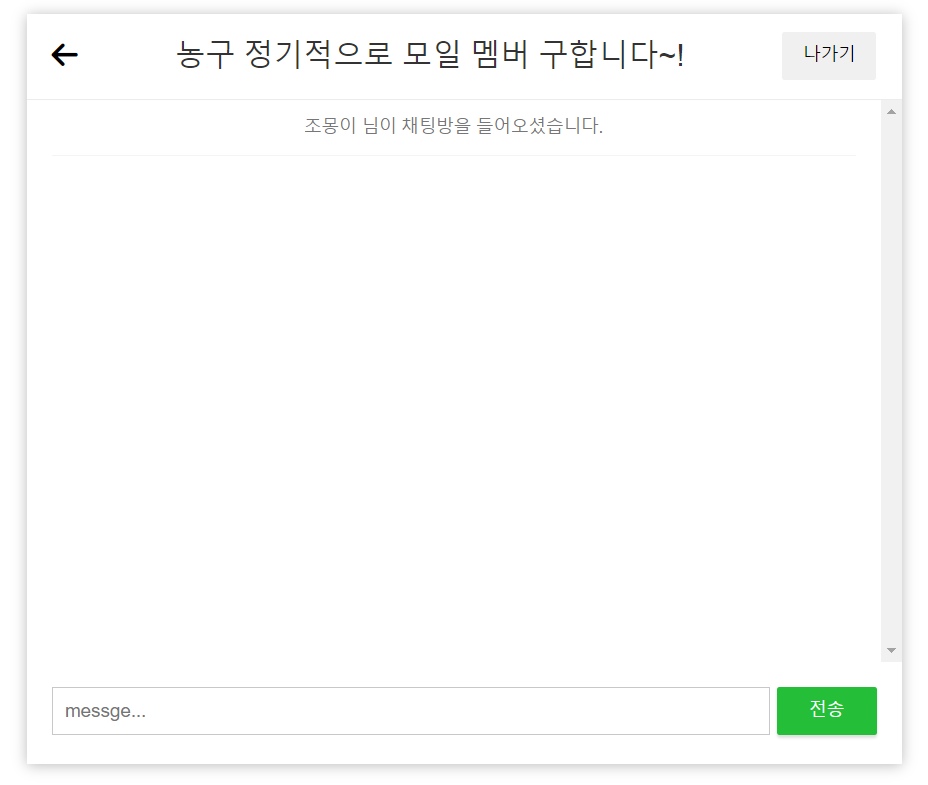 농구 정기적으로 모일 멤버 구합니다~!
나가기
조몽이 님이 채팅방을 들어오셨습니다.
messge...
전송